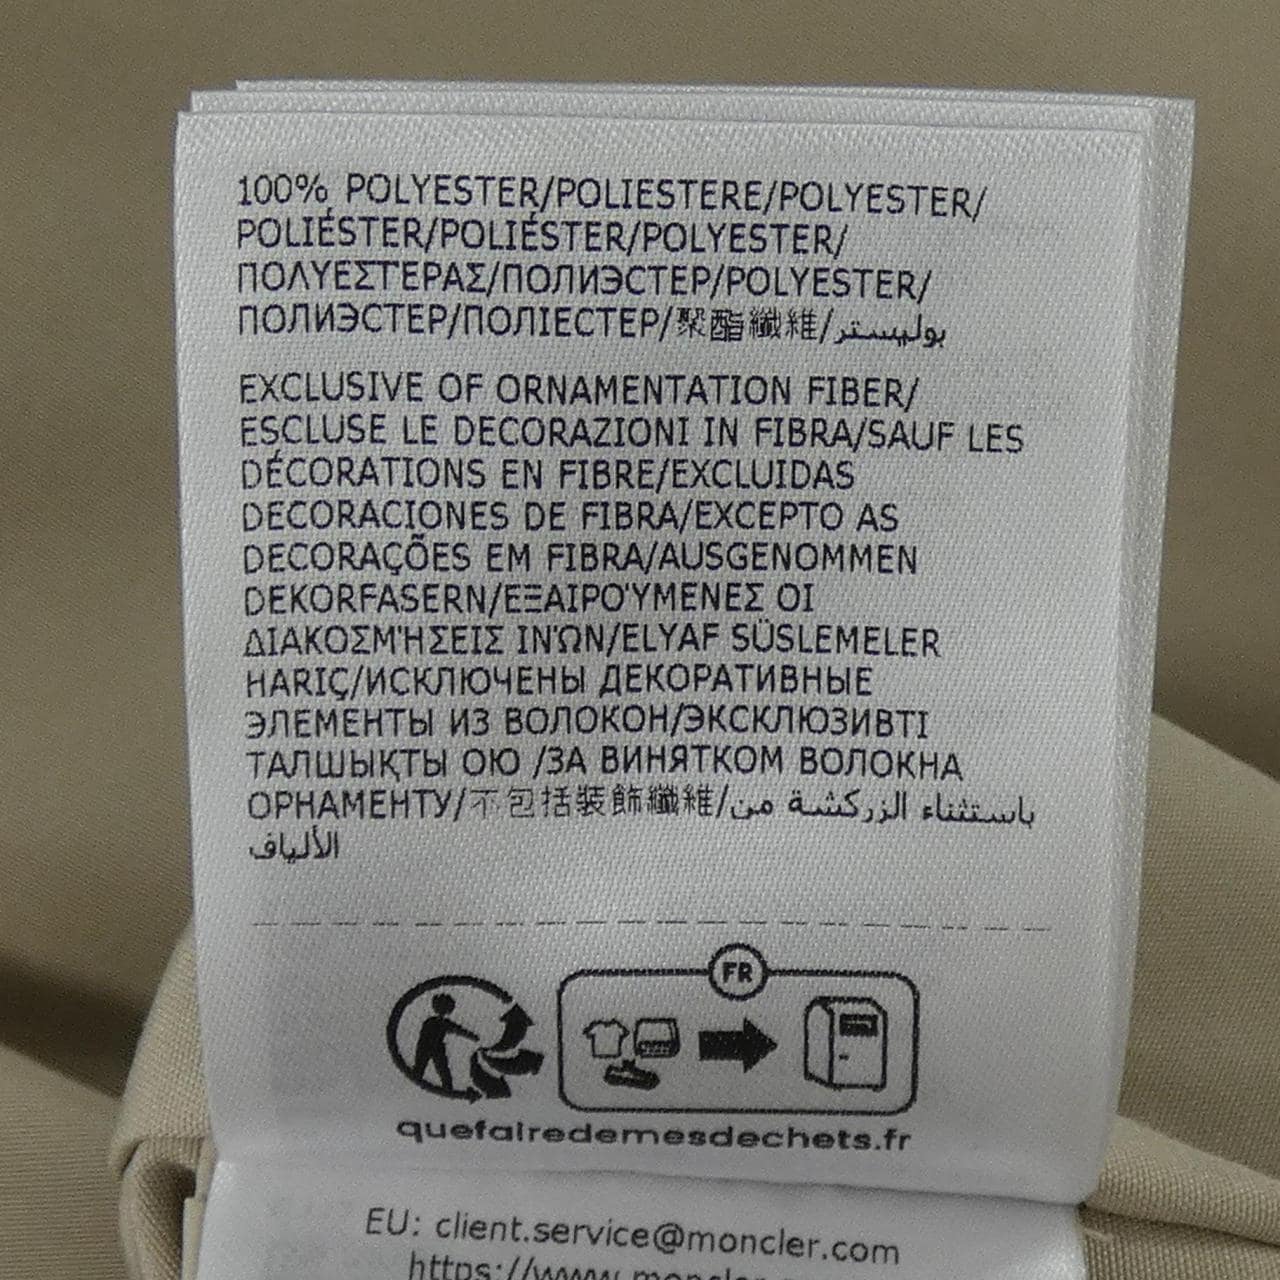 100% POLYESTER/POLIESTERE/POLYESTER/
POLIÉSTER/POLIÉSTER/POLYESTER/
ΠΟΛΥΕΣΤΕΡΑΣ/ПОЛИЭСТЕР/POLYESTER/
ПОЛИЭСТЕР/ПОЛІЕСТЕР/聚酯纖維/بوليستر
EXCLUSIVE OF ORNAMENTATION FIBER/
ESCLUSE LE DECORAZIONI IN FIBRA/SAUF LES
DÉCORATIONS EN FIBRE/EXCLUIDAS
DECORACIONES DE FIBRA/EXCEPTO AS
DECORAÇÕES EM FIBRA/AUSGENOMMEN
DEKORFASERN/ΕΞΑΙΡΟΎΜΕΝΕΣ ΟΙ
ΔΙΑΚΟΣΜΉΣΕΙΣ ΙΝΏΝ/ELYAF SÜSLEMELER
HARIÇ/ИСКЛЮЧЕНЫ ДЕКОРАТИВНЫЕ
ЭЛЕМЕНТЫ ИЗ ВОЛОКОН/ЭКСКЛЮЗИВТІ
ТАЛШЫҚТЫ ОЮ /ЗА ВИНЯТКОМ ВОЛОКНА
ОРНАМЕНТУ/不包括裝飾纖維/باستثناء الزركشة من
الألياف
FR
quefairedemesdechets.fr
EU: client.service@moncler.com